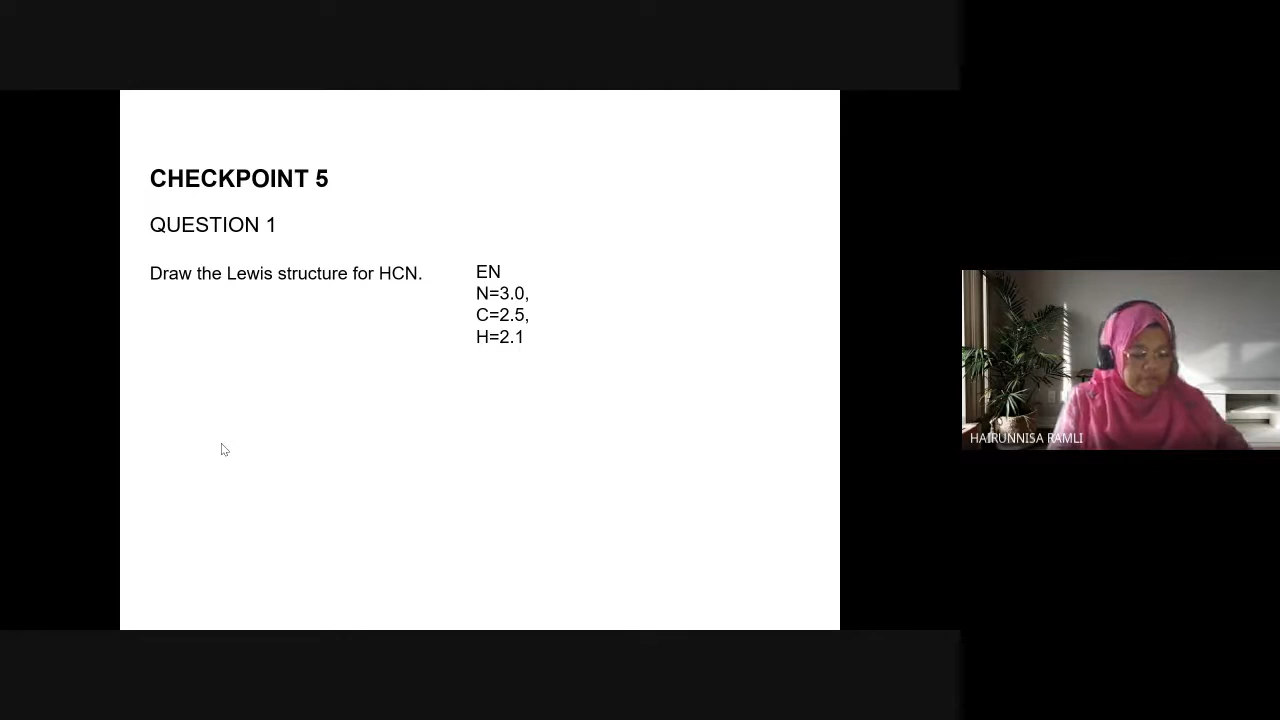 CHECKPOINT 5
QUESTION 1
Draw the Lewis structure for HCN.
EN
N=3.0,
C=2.5,
H=2.1
HAIRUNNISA RAMLI